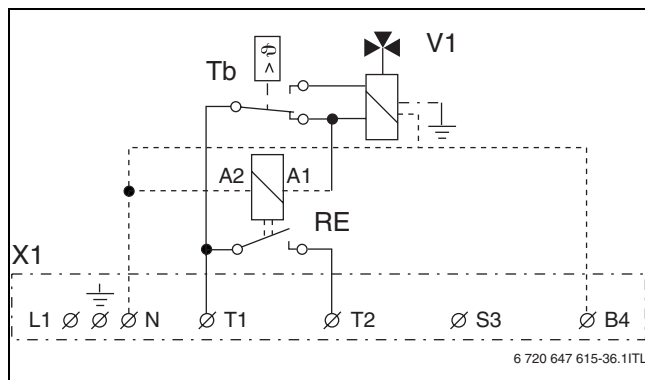 V1
Tb
ϑ <
A2 A1
RE
X1
L1 N T1 T2 S3 B4
6 720 647 615-36.1ITL